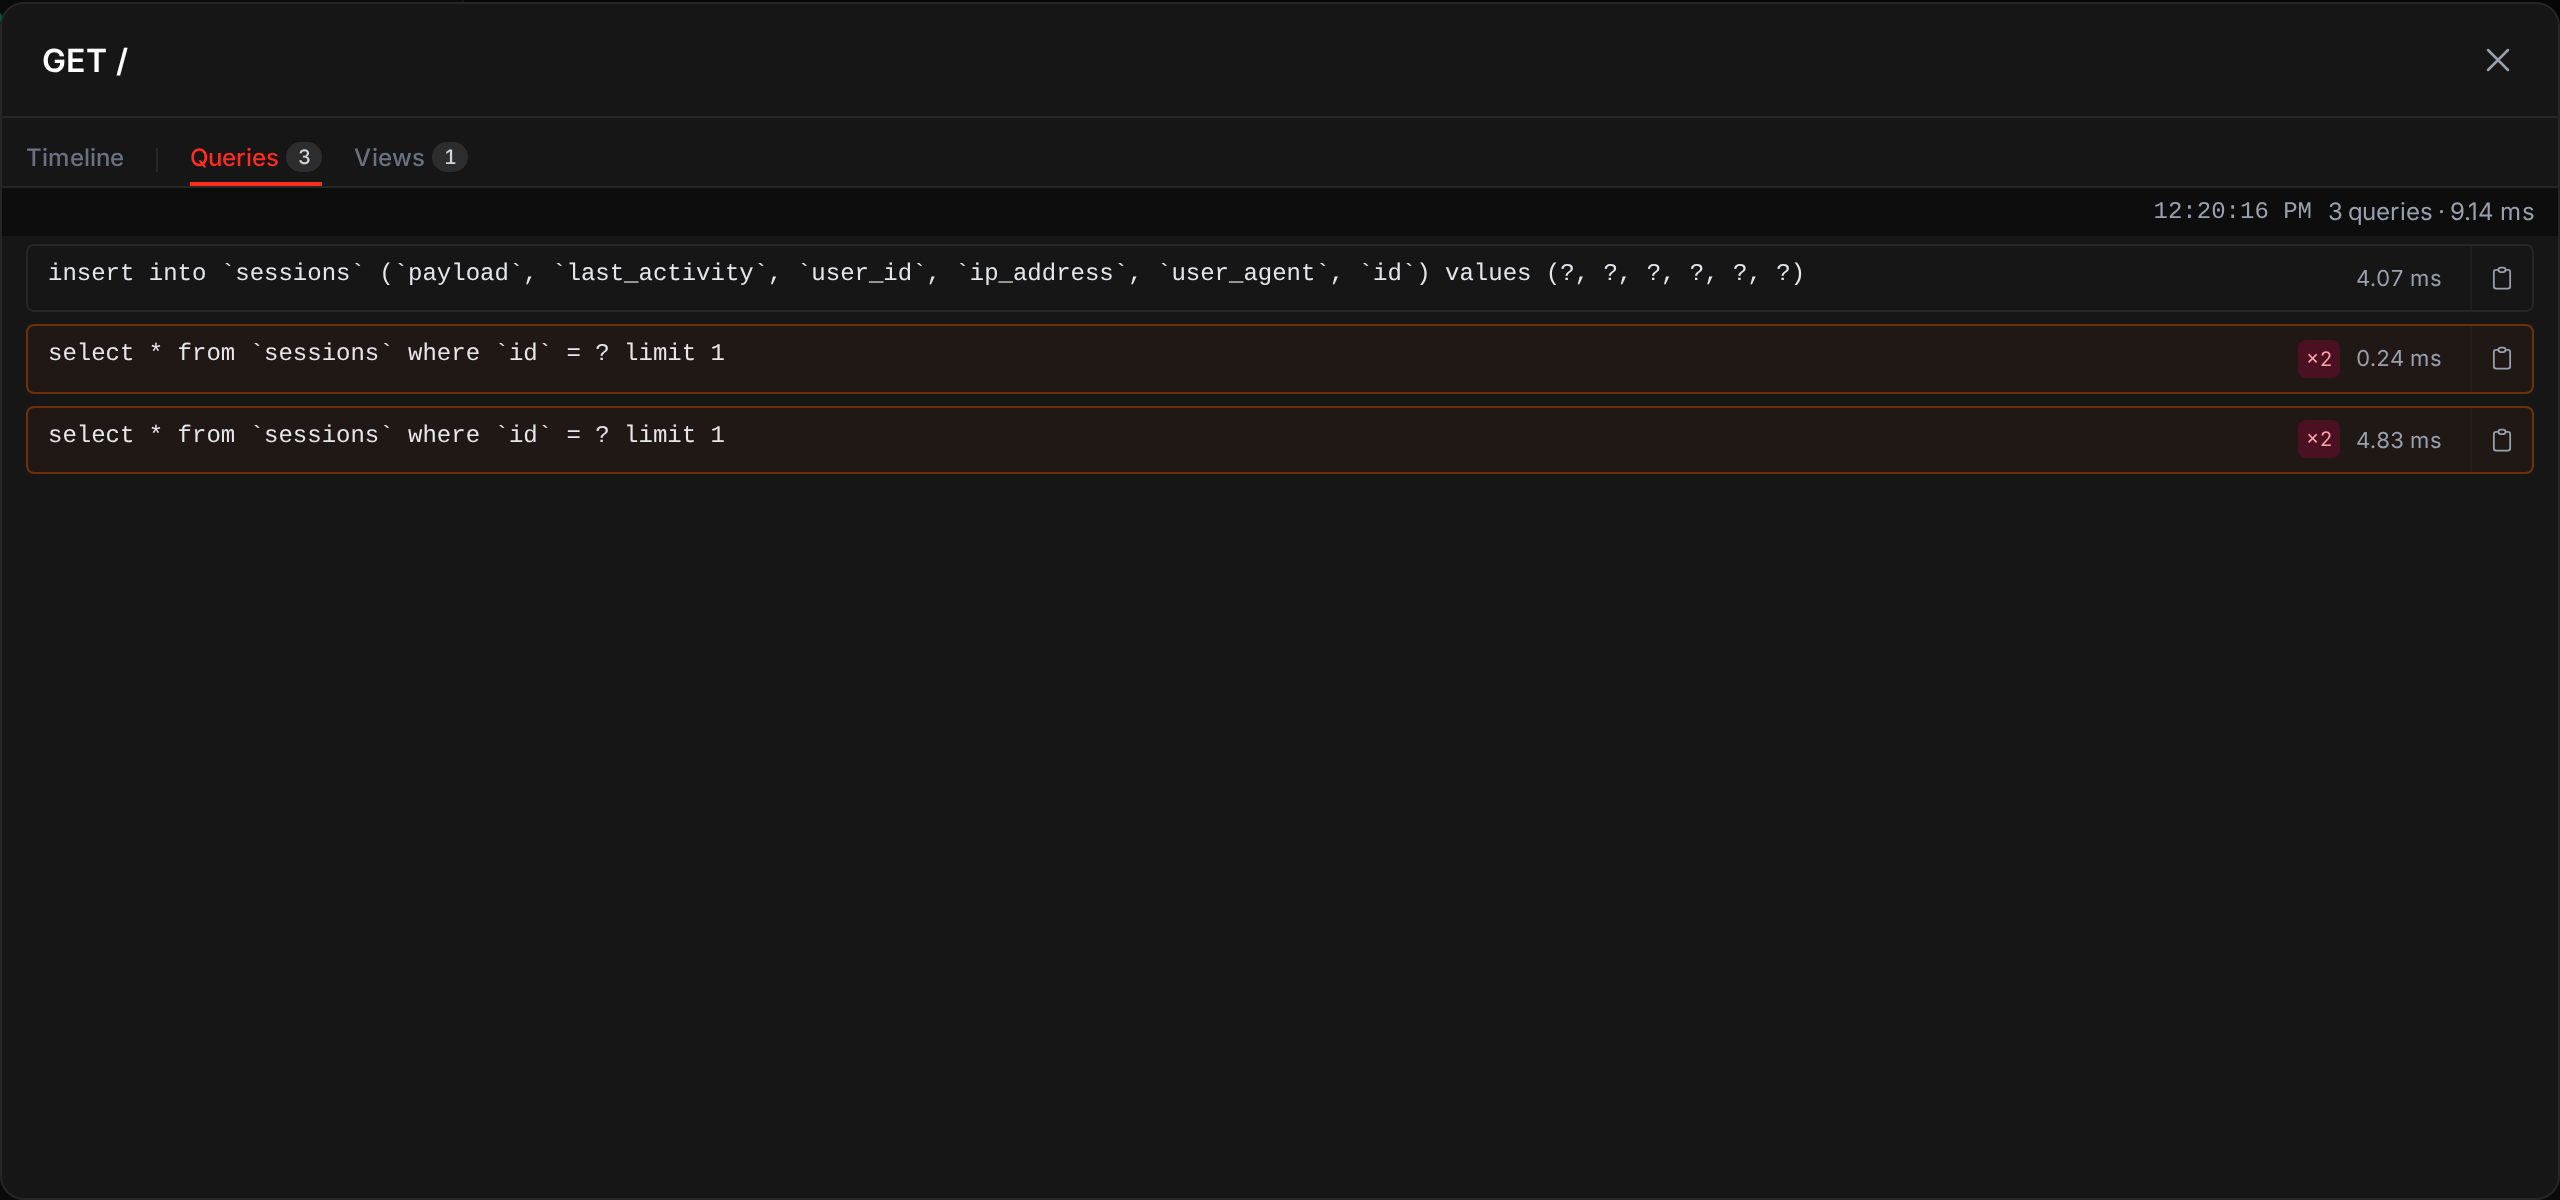 GET /
Timeline Queries 3 Views 1
12:20:16 PM 3 queries · 9.14 ms
insert into `sessions` (`payload`, `last_activity`, `user_id`, `ip_address`, `user_agent`, `id`) values (?, ?, ?, ?, ?, ?) 4.07 ms
select * from `sessions` where `id` = ? limit 1 ×2 0.24 ms
select * from `sessions` where `id` = ? limit 1 ×2 4.83 ms